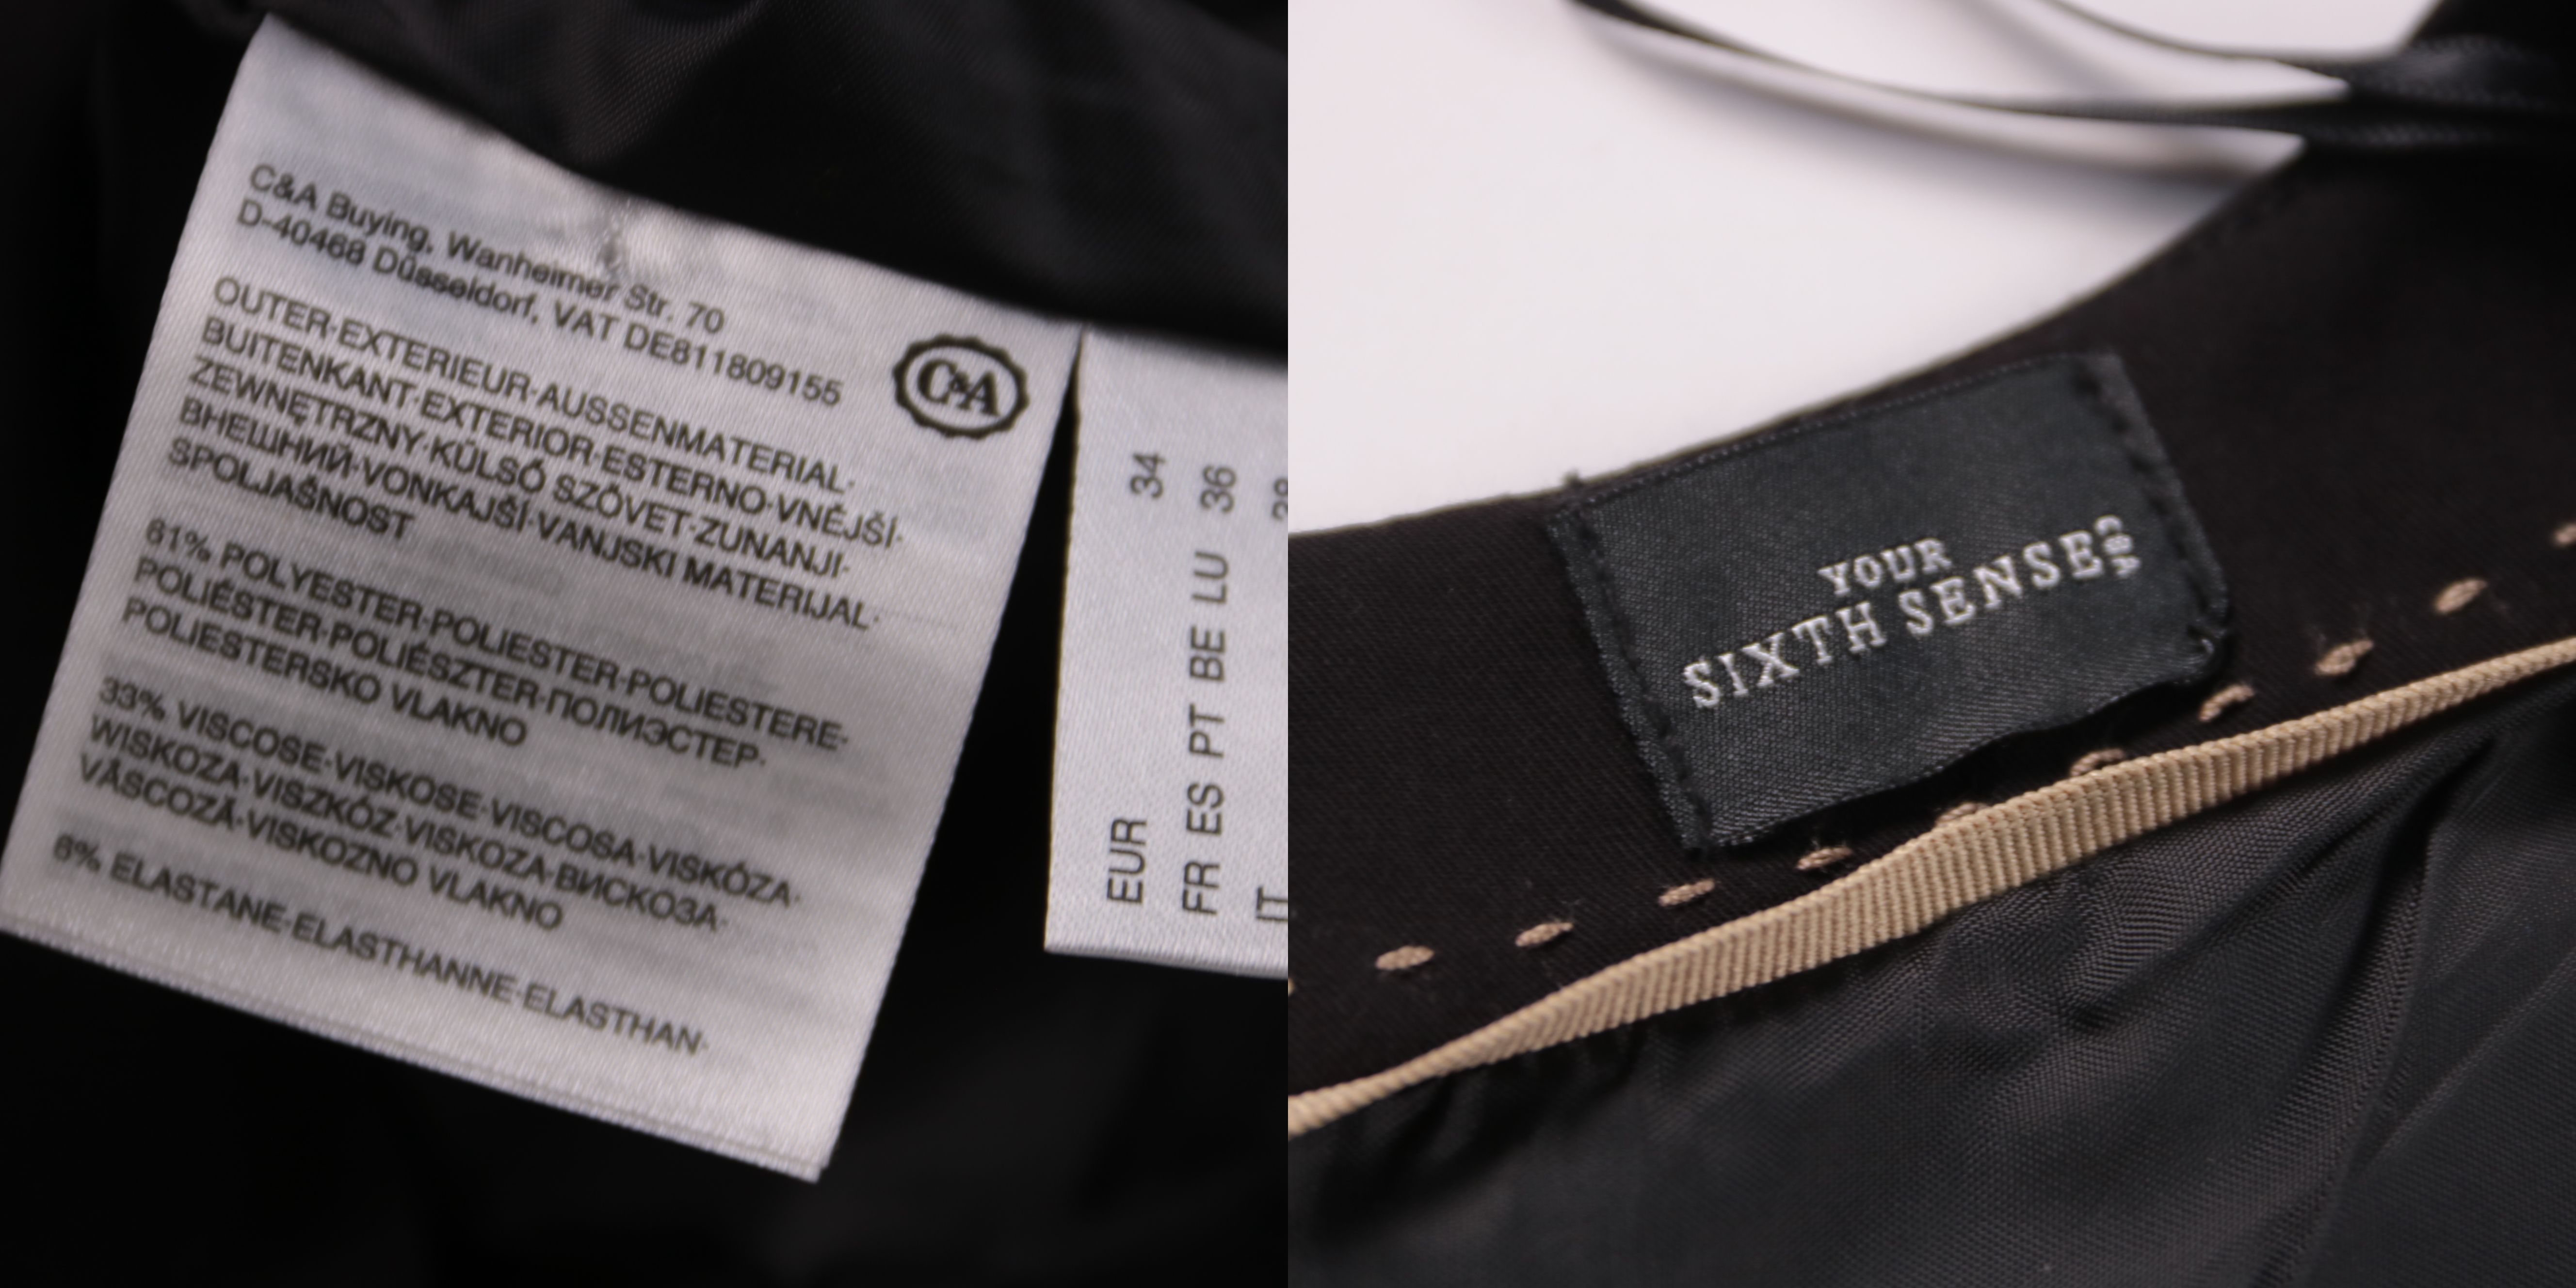 C&A Buying, Wanheimer Str. 70
D-40468 Düsseldorf, VAT DE811809155
C&A
OUTER·EXTERIEUR·AUSSENMATERIAL·
BUITENKANT·EXTERIOR·ESTERNO·VNĚJŠÍ·
ZEWNĘTRZNY·KÜLSŐ SZÖVET·ZUNANJI·
ВНЕШНИЙ·VONKAJŠÍ·VANJSKI MATERIJAL·
SPOLJAŠNOST
61% POLYESTER·POLIESTER·POLIESTERE·
POLIÉSTER·POLIÉSZTER·ПОЛИЭСТЕР·
POLIESTERSKO VLAKNO
33% VISCOSE·VISKOSE·VISCOSA·VISKÓZA·
WISKOZA·VISZKÓZ·VISKOZA·ВИСКОЗА·
VÂSCOZĂ·VISKOZNO VLAKNO
6% ELASTANE·ELASTHANNE·ELASTHAN·
EUR 34
FR ES PT BE LU 36
IT
YOUR
SIXTH SENSE
C&A